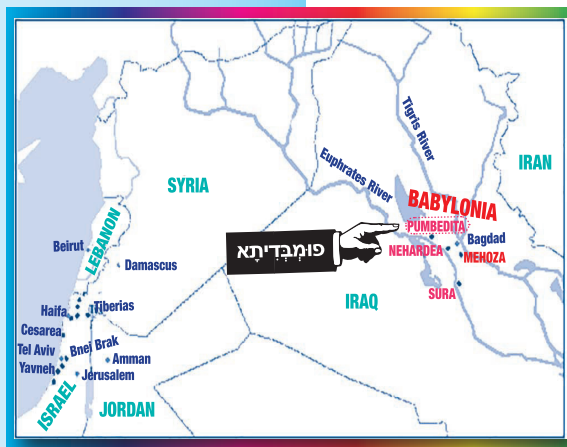 Tigris River
IRAN
Euphrates River
SYRIA
BABYLONIA
PUMBEDITA
LEBANON
Beirut
Bagdad
פּוּמְבְּדִיתָא
NEHARDEA
MEHOZA
Damascus
SURA
IRAQ
Haifa
Tiberias
Cesarea
Tel Aviv
Bnei Brak
Amman
Yavneh
Jerusalem
ISRAEL
JORDAN